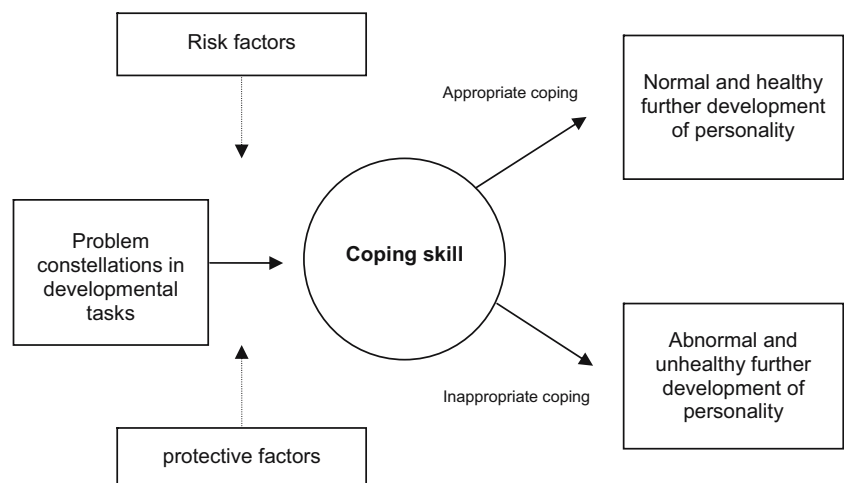 Risk factors
Appropriate coping
Normal and healthy
further development
of personality
Problem
constellations in
developmental
tasks
Coping skill
Inappropriate coping
Abnormal and
unhealthy further
development of
personality
protective factors